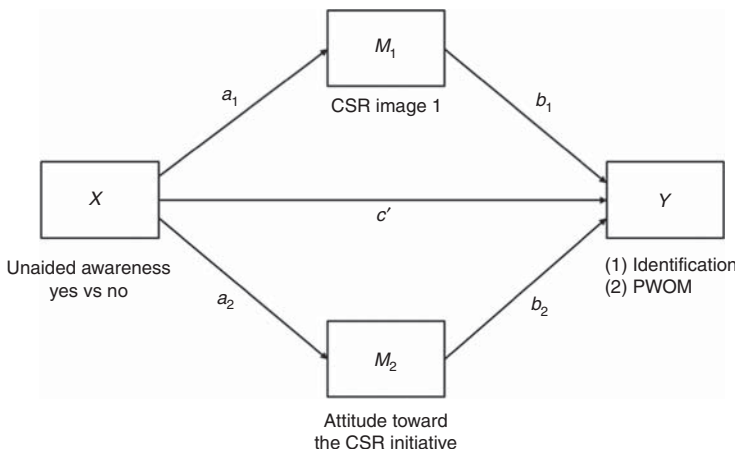 M1
CSR image 1
a1
b1
X
c′
Y
Unaided awareness
yes vs no
(1) Identification
(2) PWOM
a2
b2
M2
Attitude toward
the CSR initiative